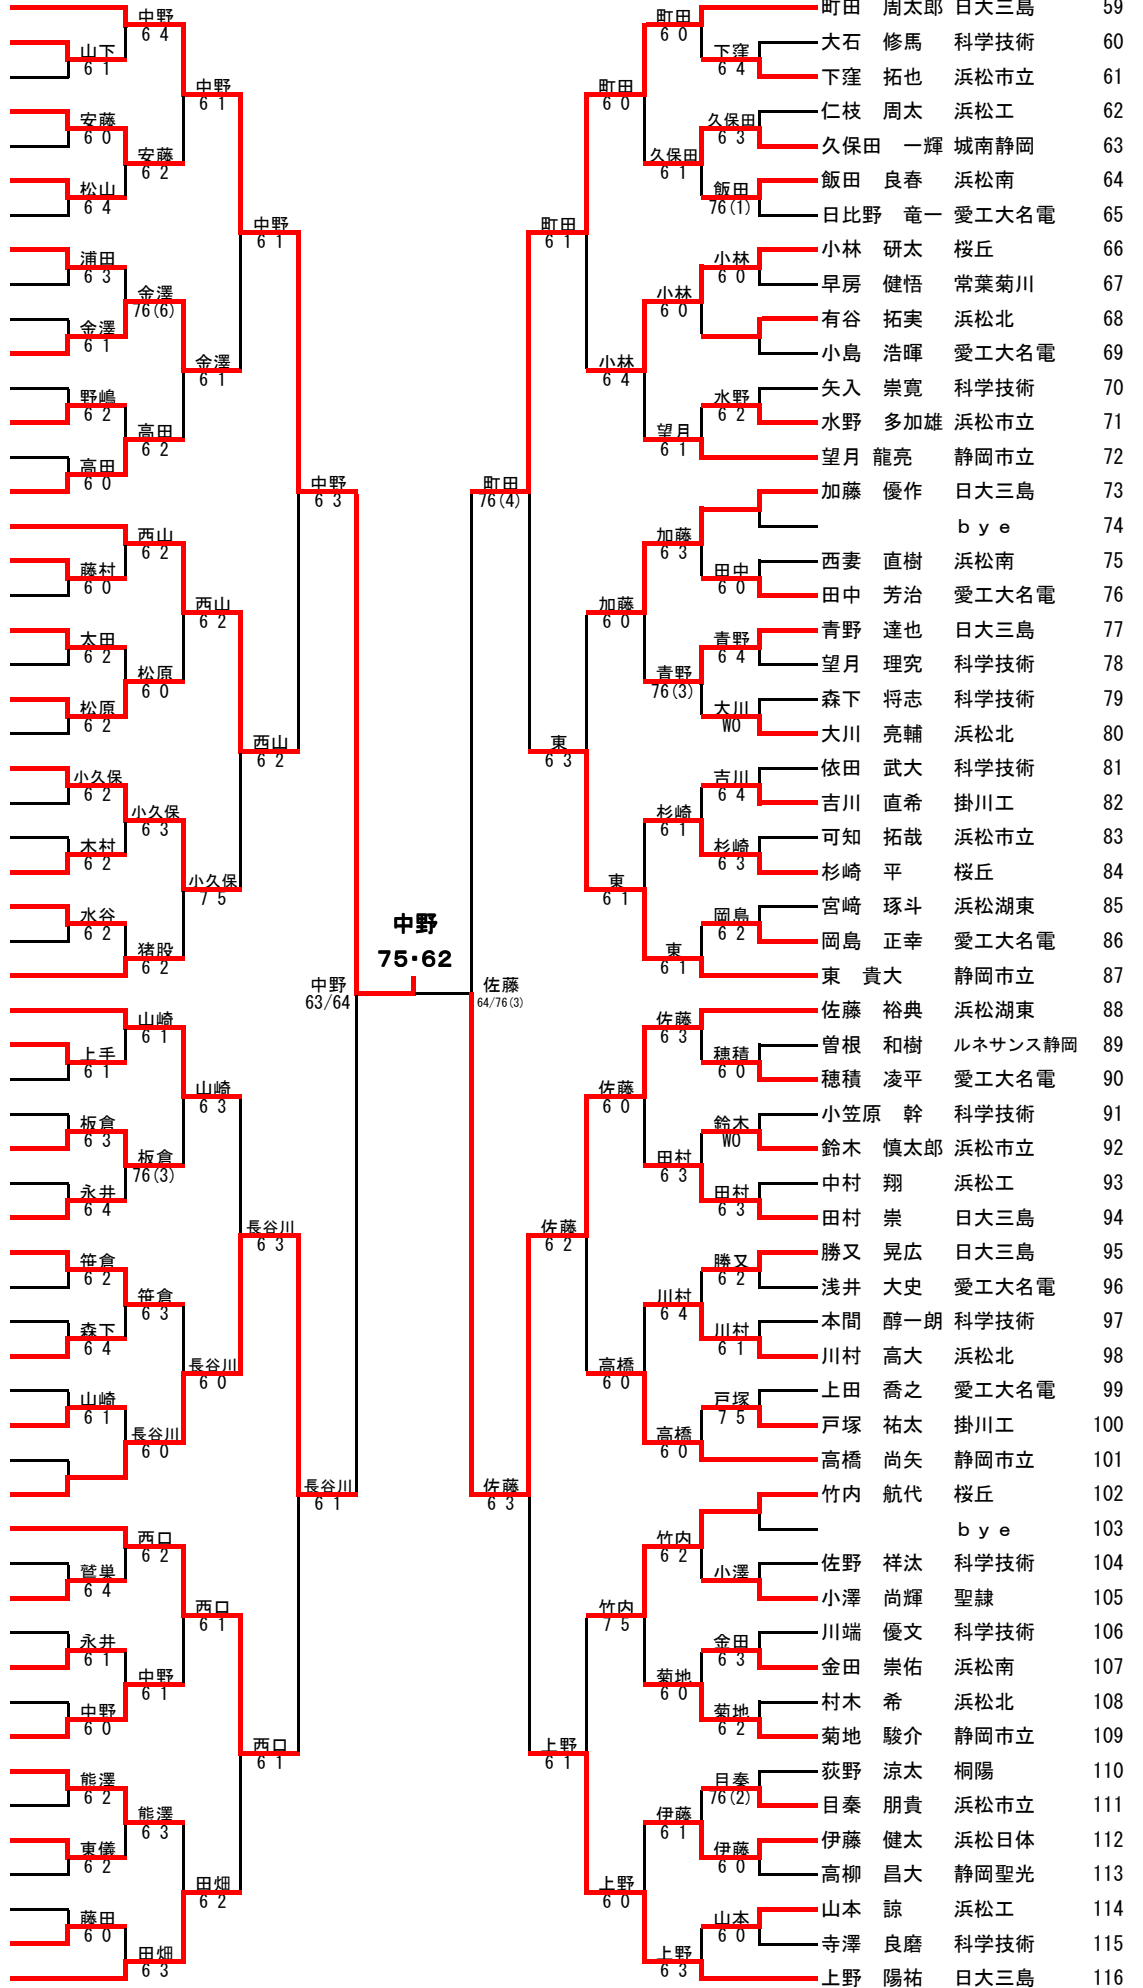 町田 周太郎 日大三島 59
大石 修馬 科学技術 60
下窪 拓也 浜松市立 61
仁枝 周太 浜松工 62
久保田 一輝 城南静岡 63
飯田 良春 浜松南 64
日比野 竜一 愛工大名電 65
小林 研太 桜丘 66
早房 健悟 常葉菊川 67
有谷 拓実 浜松北 68
小島 浩暉 愛工大名電 69
矢入 崇寛 科学技術 70
水野 多加雄 浜松市立 71
望月 龍亮 静岡市立 72
加藤 優作 日大三島 73
ｂｙｅ 74
西妻 直樹 浜松南 75
田中 芳治 愛工大名電 76
青野 達也 日大三島 77
望月 理究 科学技術 78
森下 将志 科学技術 79
大川 亮輔 浜松北 80
依田 武大 科学技術 81
吉川 直希 掛川工 82
可知 拓哉 浜松市立 83
杉崎 平 桜丘 84
宮﨑 琢斗 浜松湖東 85
岡島 正幸 愛工大名電 86
東 貴大 静岡市立 87
佐藤 裕典 浜松湖東 88
曽根 和樹 ルネサンス静岡 89
穂積 凌平 愛工大名電 90
小笠原 幹 科学技術 91
鈴木 慎太郎 浜松市立 92
中村 翔 浜松工 93
田村 崇 日大三島 94
勝又 晃広 日大三島 95
浅井 大史 愛工大名電 96
本間 醇一朗 科学技術 97
川村 高大 浜松北 98
上田 喬之 愛工大名電 99
戸塚 祐太 掛川工 100
高橋 尚矢 静岡市立 101
竹内 航代 桜丘 102
ｂｙｅ 103
佐野 祥汰 科学技術 104
小澤 尚輝 聖隷 105
川端 優文 科学技術 106
金田 崇佑 浜松南 107
村木 希 浜松北 108
菊地 駿介 静岡市立 109
荻野 涼太 桐陽 110
目秦 朋貴 浜松市立 111
伊藤 健太 浜松日体 112
高柳 昌大 静岡聖光 113
山本 諒 浜松工 114
寺澤 良磨 科学技術 115
上野 陽祐 日大三島 116
山下
6 1
安藤
6 0
松山
6 4
浦田
6 3
金澤
6 1
野嶋
6 2
高田
6 0
藤村
6 0
太田
6 2
松原
6 2
小久保
6 2
木村
6 2
水谷
6 2
上手
6 1
板倉
6 3
永井
6 4
笹倉
6 2
森下
6 4
山崎
6 1
鷲巣
6 4
永井
6 1
中野
6 0
熊澤
6 2
東儀
6 2
藤田
6 0
中野
6 4
安藤
6 2
金澤
76(6)
高田
6 2
西山
6 2
松原
6 0
小久保
6 3
猪股
6 2
山崎
6 1
板倉
76(3)
笹倉
6 3
長谷川
6 0
西口
6 2
中野
6 1
熊澤
6 3
田畑
6 3
中野
6 1
金澤
6 1
西山
6 2
小久保
7 5
山崎
6 3
長谷川
6 0
西口
6 1
田畑
6 2
中野
6 1
西山
6 2
長谷川
6 3
西口
6 1
中野
6 3
長谷川
6 1
中野
63/64
中野
75・62
佐藤
64/76(3)
町田
76(4)
佐藤
6 3
町田
6 1
東
6 3
佐藤
6 2
上野
6 1
町田
6 0
小林
6 4
加藤
6 0
東
6 1
佐藤
6 0
高橋
6 0
竹内
7 5
上野
6 0
町田
6 0
久保田
6 1
小林
6 0
望月
6 1
加藤
6 3
青野
76(3)
杉崎
6 1
東
6 1
佐藤
6 3
田村
6 3
川村
6 4
高橋
6 0
竹内
6 2
菊地
6 0
伊藤
6 1
上野
6 3
下窪
6 4
久保田
6 3
飯田
76(1)
小林
6 0
水野
6 2
田中
6 0
青野
6 4
大川
WO
吉川
6 4
杉崎
6 3
岡島
6 2
穂積
6 0
鈴木
WO
田村
6 3
勝又
6 2
川村
6 1
戸塚
7 5
小澤
金田
6 3
菊地
6 2
目秦
76(2)
伊藤
6 0
山本
6 0